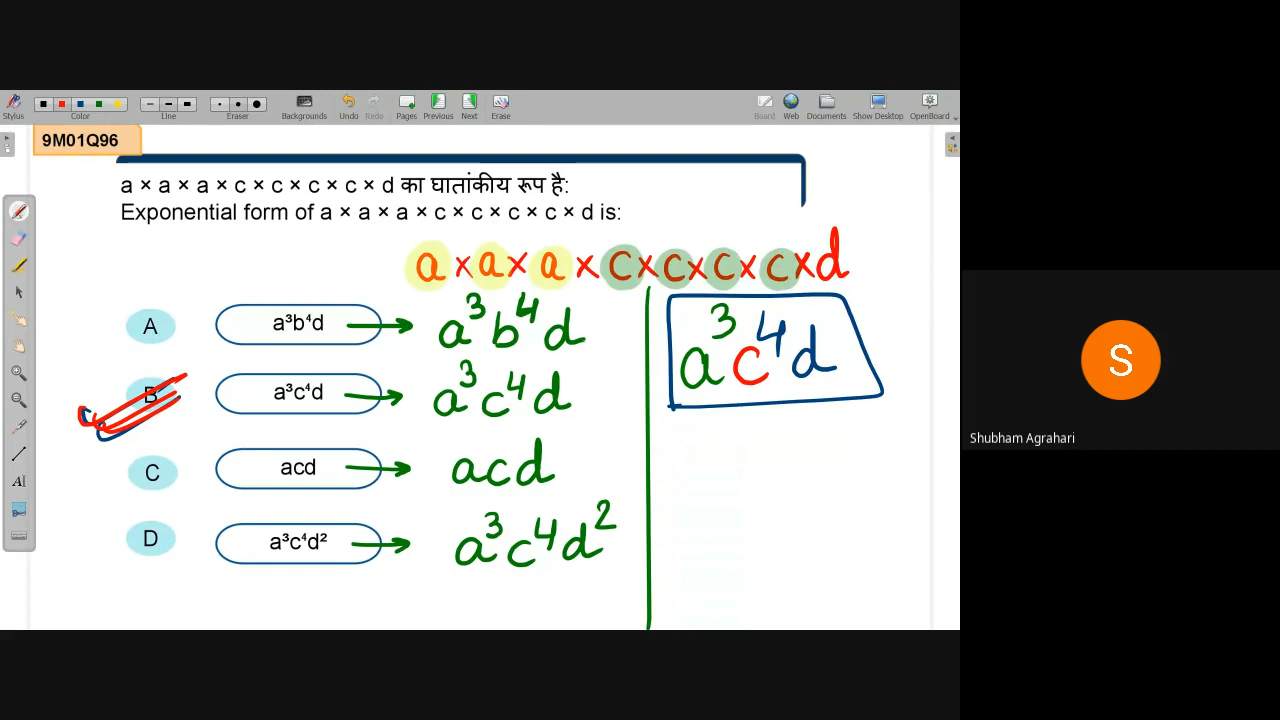 Stylus Color Line Eraser Backgrounds Undo Redo Pages Previous Next Erase Board Web Documents Show Desktop OpenBoard
9M01Q96
a × a × a × c × c × c × c × d का घातांकीय रूप है:
Exponential form of a × a × a × c × c × c × c × d is:
a × a × a × c × c × c × c × d
A a³b⁴d → a³b⁴d
a³c⁴d
B a³c⁴d → a³c⁴d
C acd → acd
D a³c⁴d² → a³c⁴d²
S
Shubham Agrahari